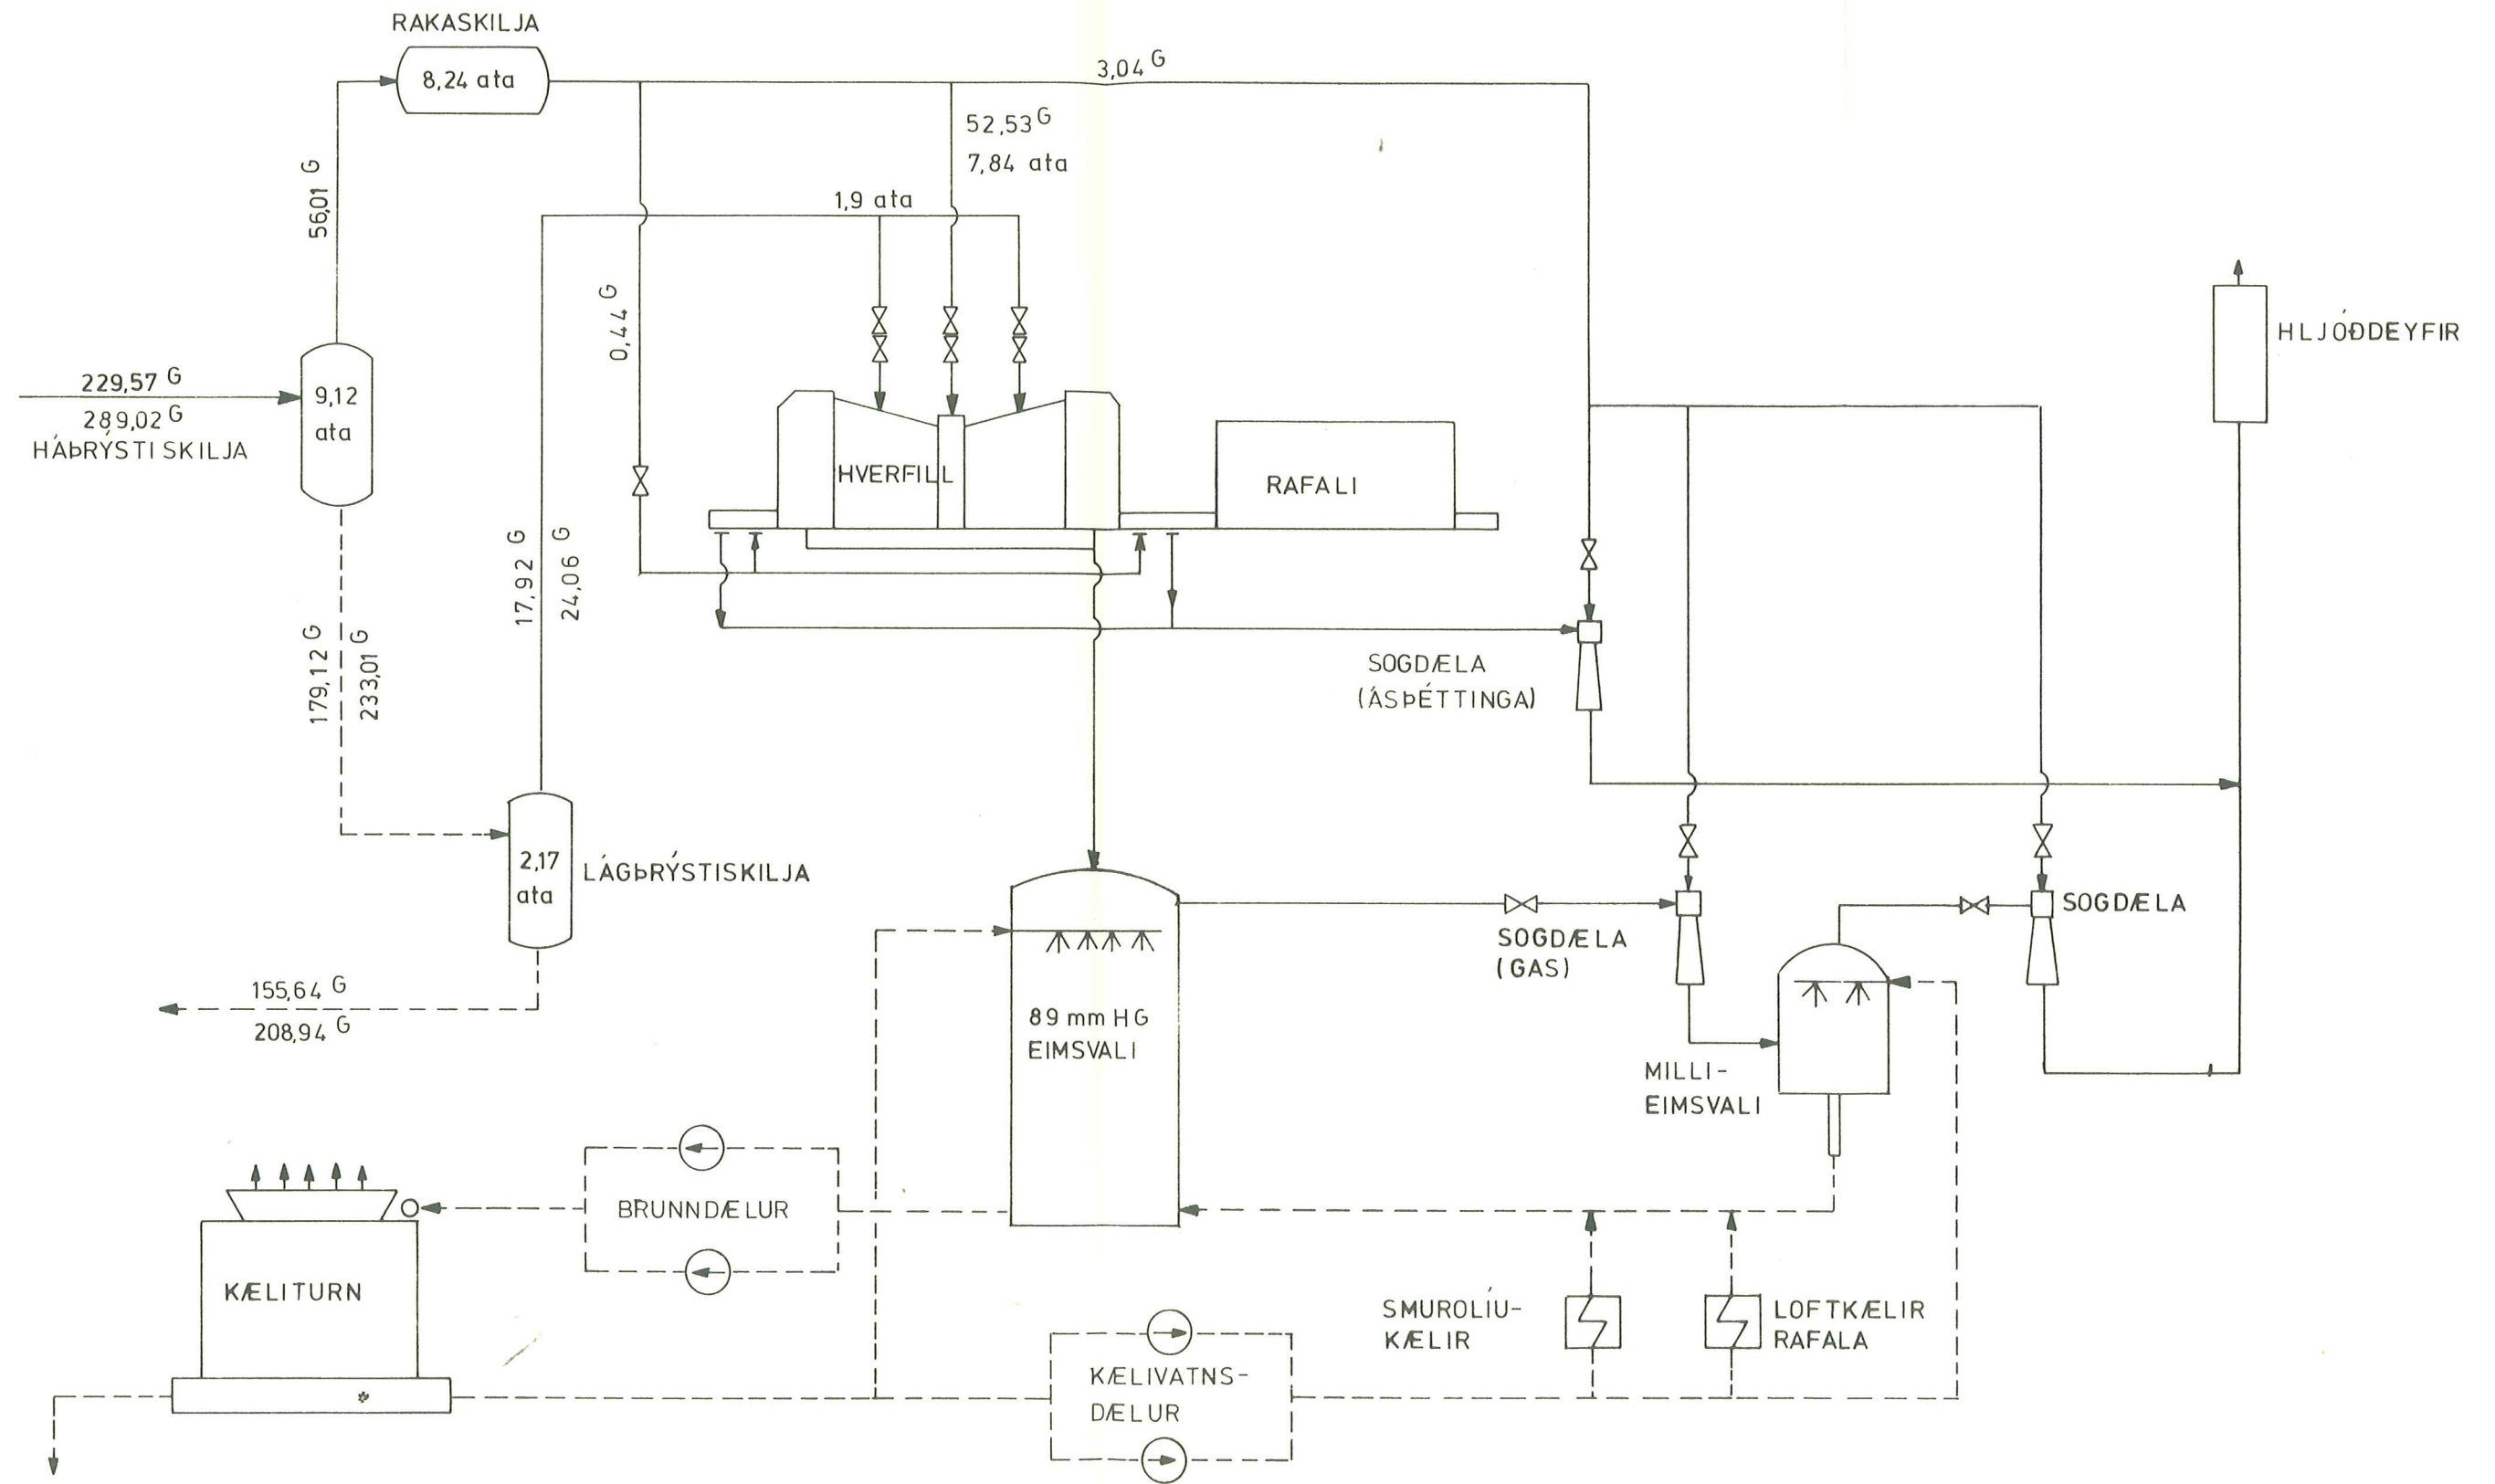 RAKASKILJA
8,24 ata
3,04 G
52,53 G
7,84 ata
56,01 G
1,9 ata
0,44 G
229,57 G
289,02 G
HÁÞRÝSTISKILJA
9,12
ata
HLJÓÐDEYFIR
HVERFILL
RAFALI
17,92 G
24,06 G
179,12 G
233,01 G
SOGDÆLA
(ÁSÞÉTTINGA)
2,17
ata
LÁGÞRÝSTISKILJA
SOGDÆLA
SOGDÆLA
(GAS)
155,64 G
208,94 G
89 mm HG
EIMSVALI
MILLI-
EIMSVALI
BRUNNDÆLUR
KÆLITURN
SMUROLÍU-
KÆLIR
LOFTKÆLIR
RAFALA
KÆLIVATNS-
DÆLUR